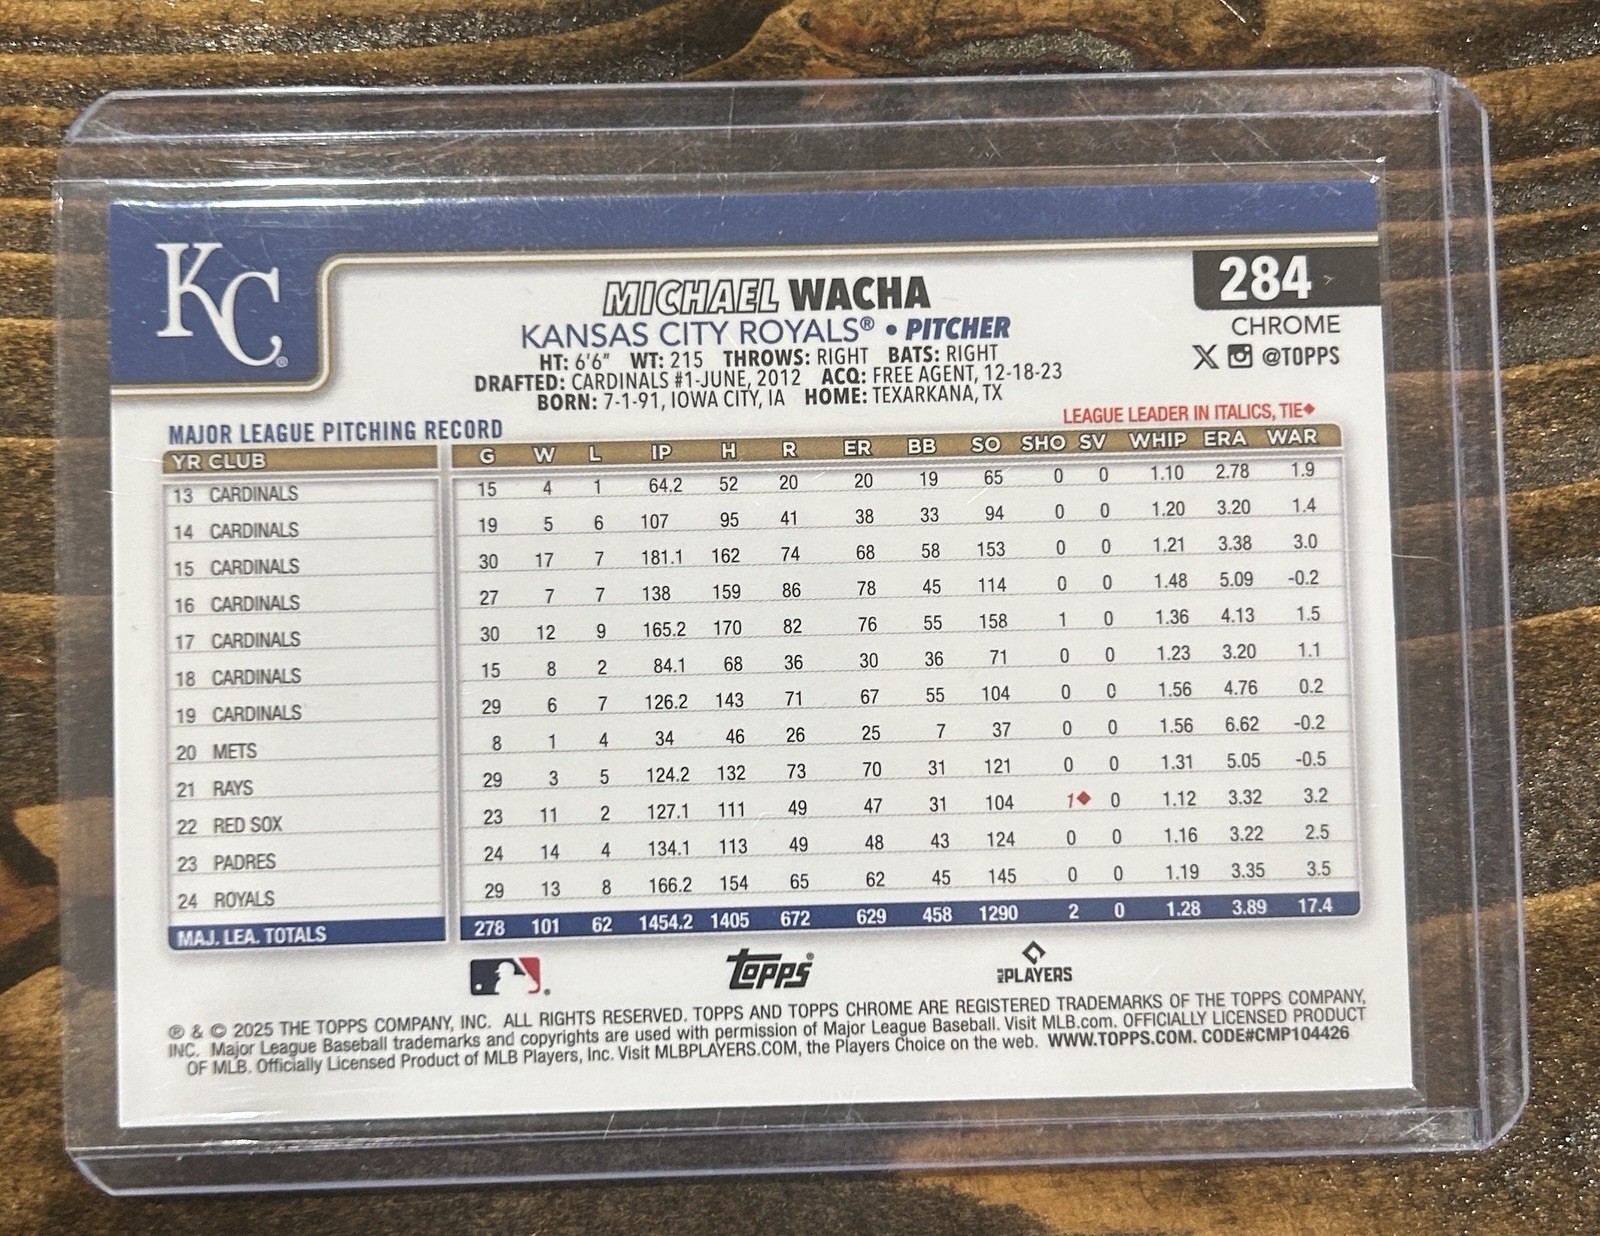 KC®
284
MICHAEL WACHA
CHROME
KANSAS CITY ROYALS® • PITCHER
X @TOPPS
HT: 6'6" WT: 215 THROWS: RIGHT BATS: RIGHT
DRAFTED: CARDINALS #1-JUNE, 2012 ACQ: FREE AGENT, 12-18-23
BORN: 7-1-91, IOWA CITY, IA HOME: TEXARKANA, TX
LEAGUE LEADER IN ITALICS, TIE◆
MAJOR LEAGUE PITCHING RECORD
YR CLUB G W L IP H R ER BB SO SHO SV WHIP ERA WAR
13 CARDINALS 15 4 1 64.2 52 20 20 19 65 0 0 1.10 2.78 1.9
14 CARDINALS 19 5 6 107 95 41 38 33 94 0 0 1.20 3.20 1.4
15 CARDINALS 30 17 7 181.1 162 74 68 58 153 0 0 1.21 3.38 3.0
16 CARDINALS 27 7 7 138 159 86 78 45 114 0 0 1.48 5.09 -0.2
17 CARDINALS 30 12 9 165.2 170 82 76 55 158 1 0 1.36 4.13 1.5
18 CARDINALS 15 8 2 84.1 68 36 30 36 71 0 0 1.23 3.20 1.1
19 CARDINALS 29 6 7 126.2 143 71 67 55 104 0 0 1.56 4.76 0.2
20 METS 8 1 4 34 46 26 25 7 37 0 0 1.56 6.62 -0.2
21 RAYS 29 3 5 124.2 132 73 70 31 121 0 0 1.31 5.05 -0.5
22 RED SOX 23 11 2 127.1 111 49 47 31 104 1◆ 0 1.12 3.32 3.2
23 PADRES 24 14 4 134.1 113 49 48 43 124 0 0 1.16 3.22 2.5
24 ROYALS 29 13 8 166.2 154 65 62 45 145 0 0 1.19 3.35 3.5
MAJ. LEA. TOTALS 278 101 62 1454.2 1405 672 629 458 1290 2 0 1.28 3.89 17.4
topps®
MLB PLAYERS
® & © 2025 THE TOPPS COMPANY, INC. ALL RIGHTS RESERVED. TOPPS AND TOPPS CHROME ARE REGISTERED TRADEMARKS OF THE TOPPS COMPANY,
INC. Major League Baseball trademarks and copyrights are used with permission of Major League Baseball. Visit MLB.com. OFFICIALLY LICENSED PRODUCT
OF MLB. Officially Licensed Product of MLB Players, Inc. Visit MLBPLAYERS.COM, the Players Choice on the web. WWW.TOPPS.COM. CODE#CMP104426